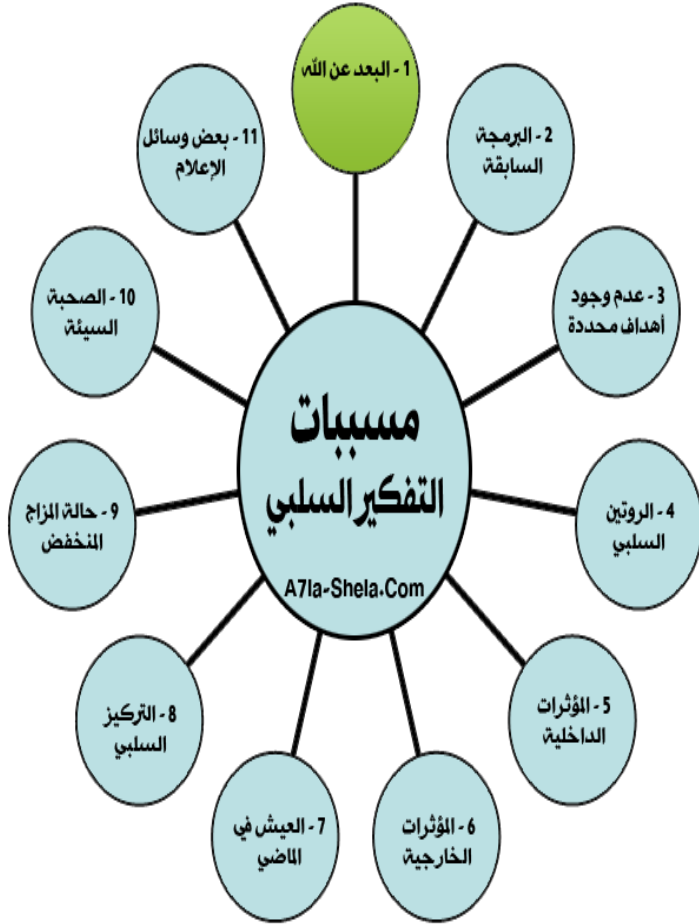 مسببات
التفكير السلبي
A7la-Shela.Com
1 - البعد عن الله
2 - البرمجة
السابقة
3 - عدم وجود
أهداف محددة
4 - الروتين
السلبي
5 - المؤثرات
الداخلية
6 - المؤثرات
الخارجية
7 - العيش في
الماضي
8 - التركيز
السلبي
9 - حالة المزاج
المنخفض
10 - الصحبة
السيئة
11 - بعض وسائل
الإعلام